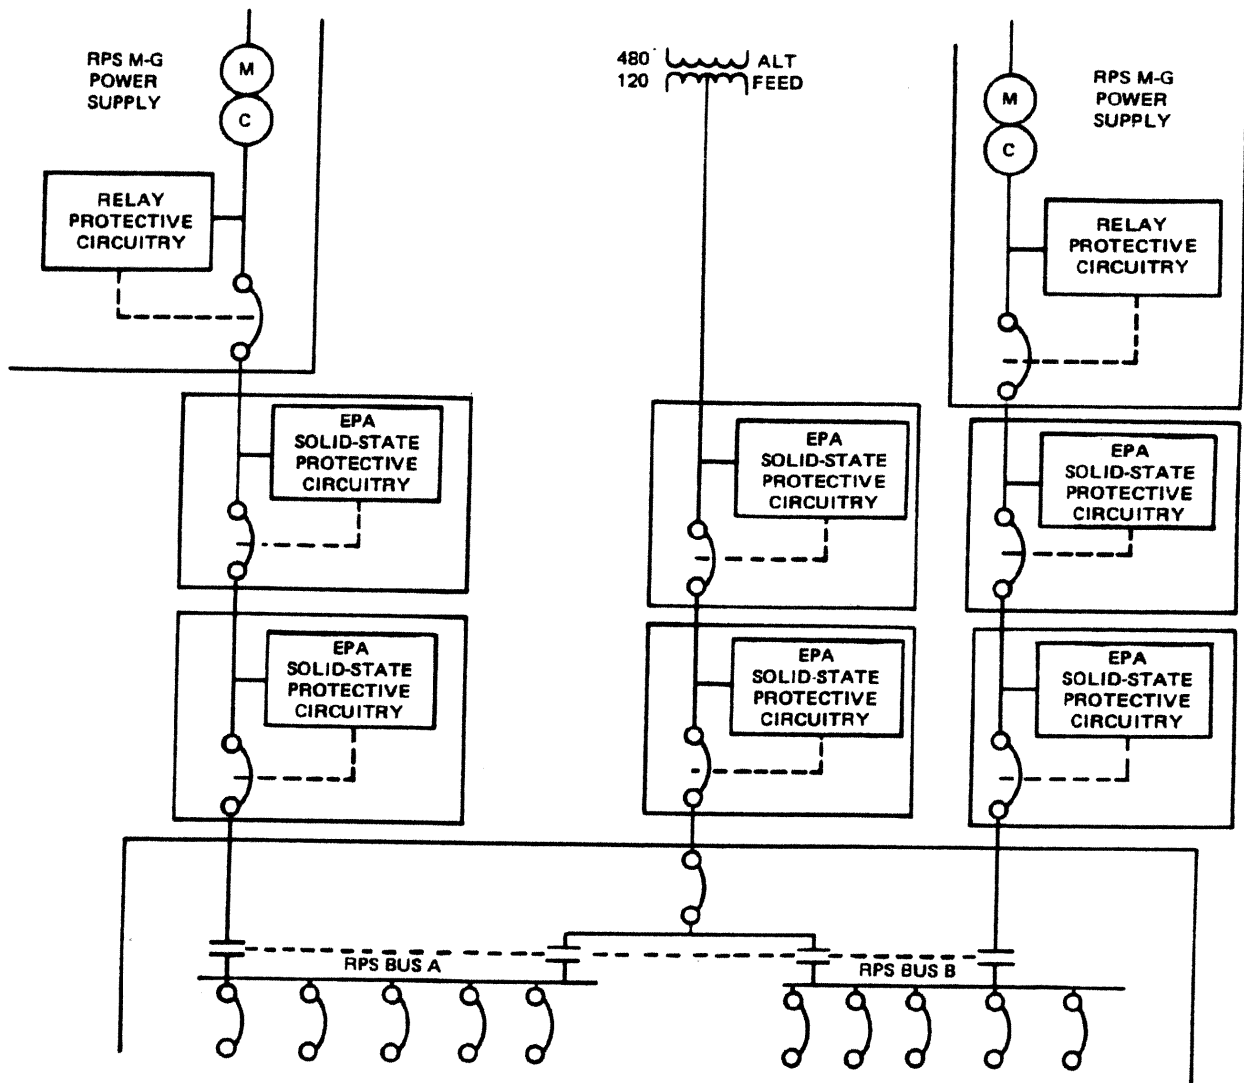 RPS M-G
POWER
SUPPLY
M
C
480
120
ALT
FEED
M
C
RPS M-G
POWER
SUPPLY
RELAY
PROTECTIVE
CIRCUITRY
RELAY
PROTECTIVE
CIRCUITRY
EPA
SOLID-STATE
PROTECTIVE
CIRCUITRY
EPA
SOLID-STATE
PROTECTIVE
CIRCUITRY
EPA
SOLID-STATE
PROTECTIVE
CIRCUITRY
EPA
SOLID-STATE
PROTECTIVE
CIRCUITRY
EPA
SOLID-STATE
PROTECTIVE
CIRCUITRY
EPA
SOLID-STATE
PROTECTIVE
CIRCUITRY
RPS BUS A
RPS BUS B